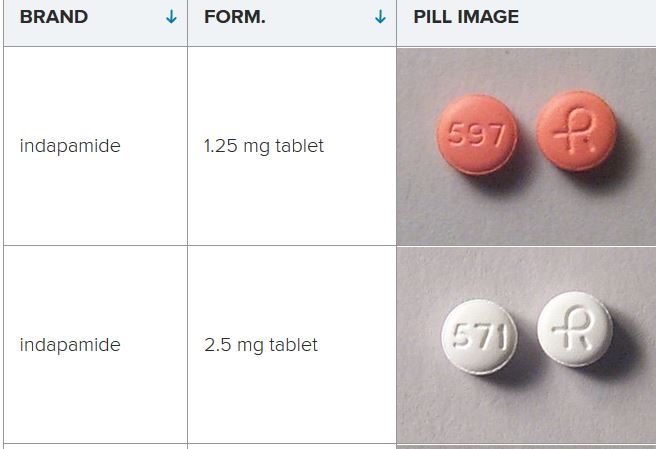 BRAND ↓ FORM. ↓ PILL IMAGE
indapamide 1.25 mg tablet 597 R
indapamide 2.5 mg tablet 571 R